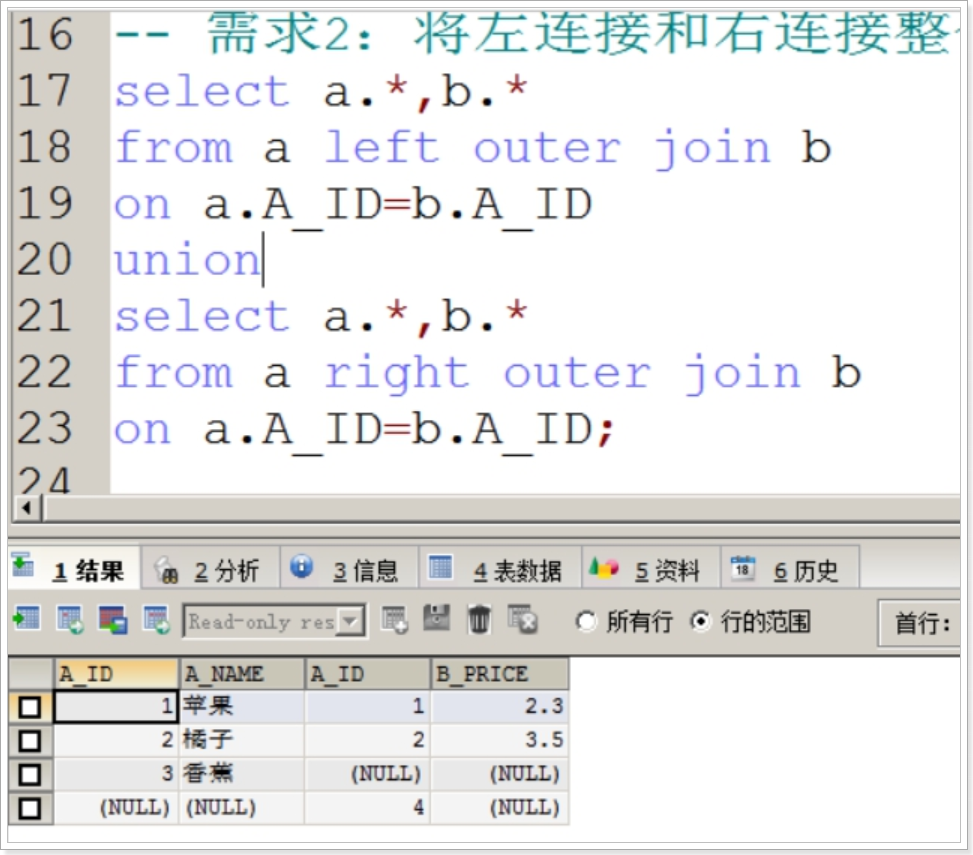 16 -- 需求2：将左连接和右连接整
17 select a.*,b.*
18 from a left outer join b
19 on a.A_ID=b.A_ID
20 union
21 select a.*,b.*
22 from a right outer join b
23 on a.A_ID=b.A_ID;
24
1 结果 2 分析 3 信息 4 表数据 5 资料 18 6 历史
Read-only res 所有行 行的范围 首行:
A_ID A_NAME A_ID B_PRICE
1 苹果 1 2.3
2 橘子 2 3.5
3 香蕉 (NULL) (NULL)
(NULL) (NULL) 4 (NULL)